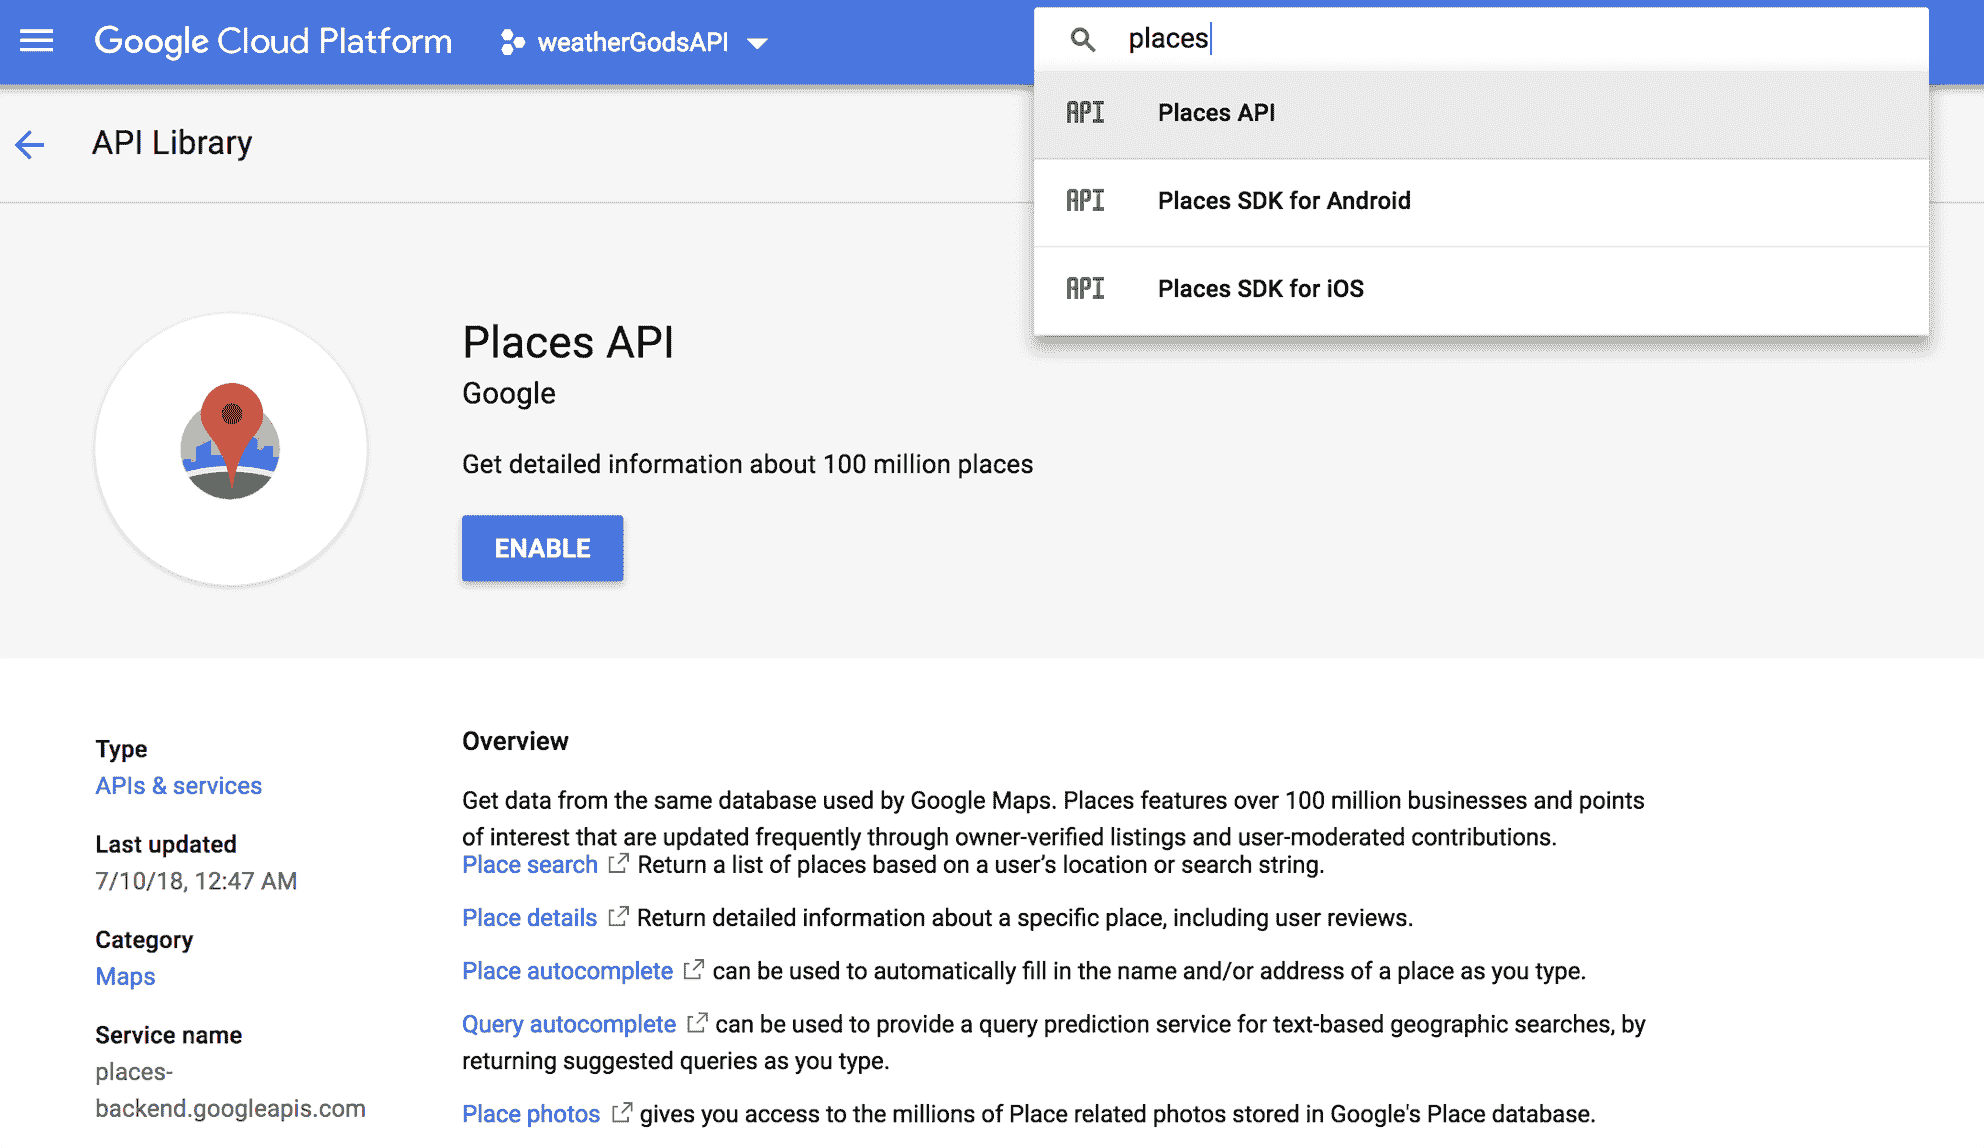 Google Cloud Platform
weatherGodsAPI
places
API Places API
API Places SDK for Android
API Places SDK for iOS
API Library
Places API
Google
Get detailed information about 100 million places
ENABLE
Type
APIs & services
Last updated
7/10/18, 12:47 AM
Category
Maps
Service name
places-
backend.googleapis.com
Overview
Get data from the same database used by Google Maps. Places features over 100 million businesses and points
of interest that are updated frequently through owner-verified listings and user-moderated contributions.
Place search Return a list of places based on a user’s location or search string.
Place details Return detailed information about a specific place, including user reviews.
Place autocomplete can be used to automatically fill in the name and/or address of a place as you type.
Query autocomplete can be used to provide a query prediction service for text-based geographic searches, by
returning suggested queries as you type.
Place photos gives you access to the millions of Place related photos stored in Google's Place database.